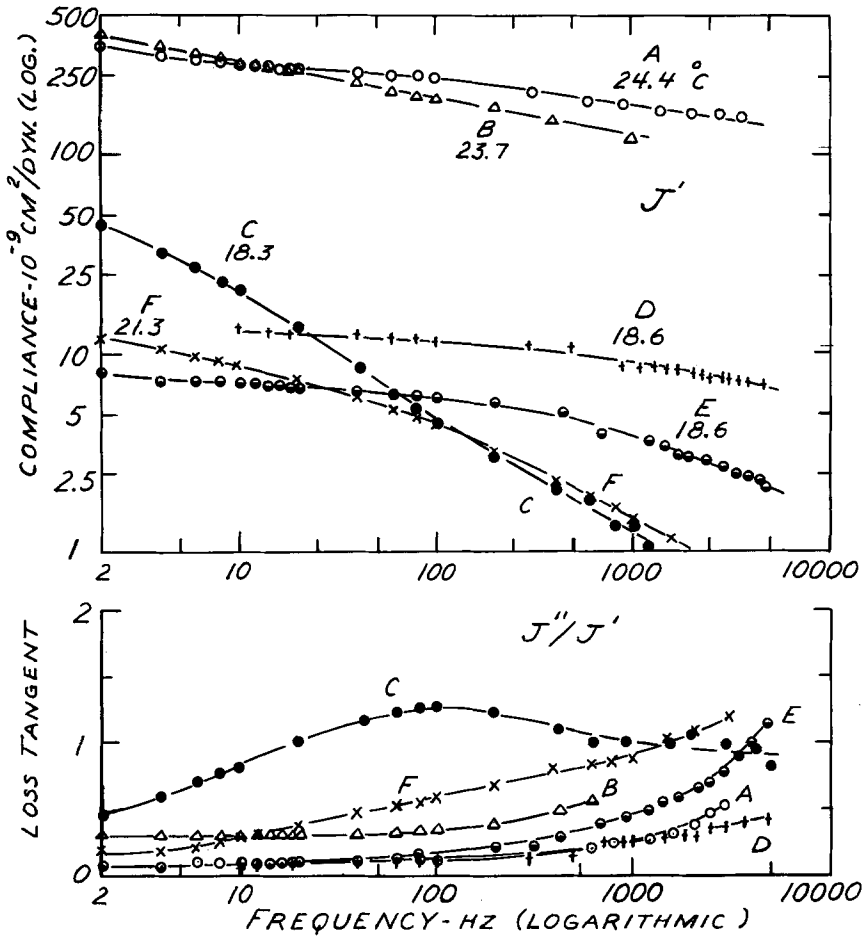 COMPLIANCE-10⁻⁹ CM²/DYN. (LOG.)
500
250
100
50
25
10
5
2.5
1
A
24.4 °C
B
23.7
J'
C
18.3
F
21.3
D
18.6
E
18.6
F
C
2
10
100
1000
10000
LOSS TANGENT
2
1
0
J''/J'
C
E
F
B
A
D
2
10
100
1000
10000
FREQUENCY-HZ (LOGARITHMIC)